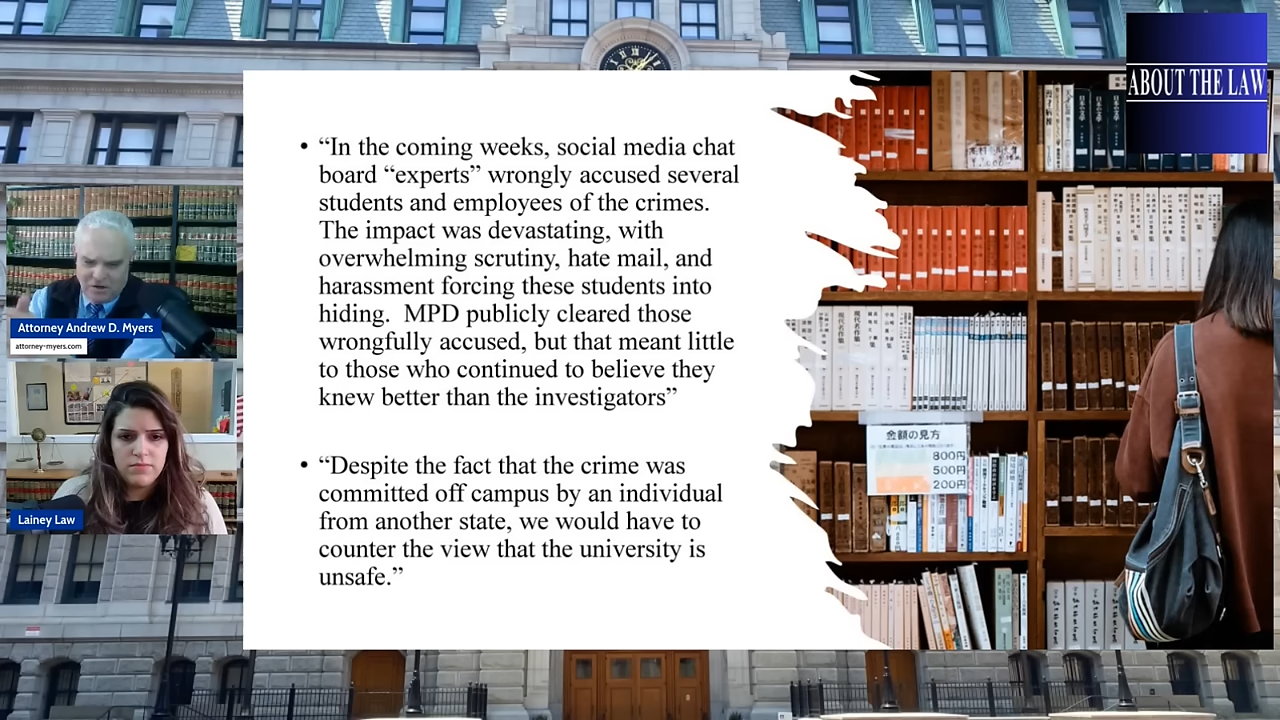 ABOUT THE LAW
• “In the coming weeks, social media chat
board “experts” wrongly accused several
students and employees of the crimes.
The impact was devastating, with
overwhelming scrutiny, hate mail, and
harassment forcing these students into
hiding.  MPD publicly cleared those
wrongfully accused, but that meant little
to those who continued to believe they
knew better than the investigators”
• “Despite the fact that the crime was
committed off campus by an individual
from another state, we would have to
counter the view that the university is
unsafe.”
Attorney Andrew D. Myers
attorney-myers.com
Lainey Law
金額の見方
800円
500円
200円